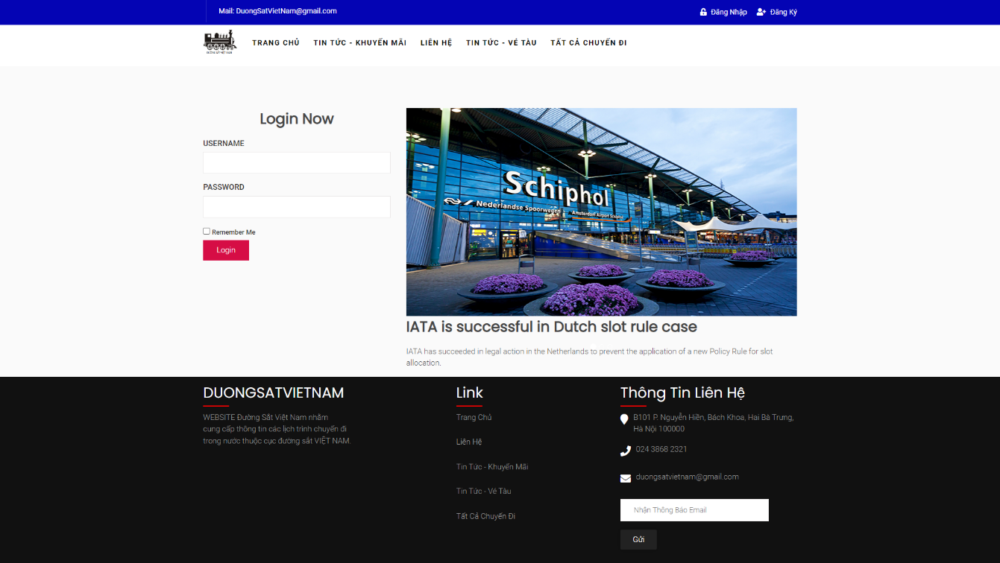 Mail: DuongSatVietNam@gmail.com
Đăng Nhập
Đăng Ký
ĐƯỜNG SẮT VIỆT NAM
TRANG CHỦ
TIN TỨC - KHUYẾN MÃI
LIÊN HỆ
TIN TỨC - VÉ TÀU
TẤT CẢ CHUYẾN ĐI
Login Now
USERNAME
PASSWORD
Remember Me
Login
Schiphol
Nederlandse Spoorwegen
Amsterdam Airport Schiphol
IATA is successful in Dutch slot rule case
IATA has succeeded in legal action in the Netherlands to prevent the application of a new Policy Rule for slot
allocation.
DUONGSATVIETNAM
WEBSITE Đường Sắt Việt Nam nhằm
cung cấp thông tin các lịch trình chuyến đi
trong nước thuộc cục đường sắt VIỆT NAM.
Link
Trang Chủ
Liên Hệ
Tin Tức - Khuyến Mãi
Tin Tức - Vé Tàu
Tất Cả Chuyến Đi
Thông Tin Liên Hệ
B101 P. Nguyễn Hiền, Bách Khoa, Hai Bà Trưng,
Hà Nội 100000
024 3868 2321
duongsatvietnam@gmail.com
Nhận Thông Báo Email
Gửi